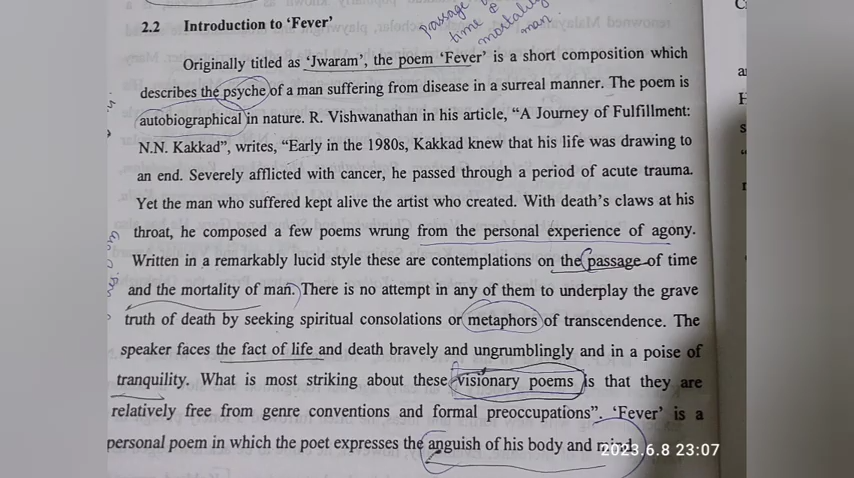 2.2 Introduction to ‘Fever’
Passage
time &
mortality
man.
Originally titled as ‘Jwaram’, the poem ‘Fever’ is a short composition which
describes the psyche of a man suffering from disease in a surreal manner. The poem is
autobiographical in nature. R. Vishwanathan in his article, “A Journey of Fulfillment:
N.N. Kakkad”, writes, “Early in the 1980s, Kakkad knew that his life was drawing to
an end. Severely afflicted with cancer, he passed through a period of acute trauma.
Yet the man who suffered kept alive the artist who created. With death’s claws at his
throat, he composed a few poems wrung from the personal experience of agony.
Written in a remarkably lucid style these are contemplations on the passage of time
and the mortality of man. There is no attempt in any of them to underplay the grave
truth of death by seeking spiritual consolations or metaphors of transcendence. The
speaker faces the fact of life and death bravely and ungrumblingly and in a poise of
tranquility. What is most striking about these visionary poems is that they are
relatively free from genre conventions and formal preoccupations”. ‘Fever’ is a
personal poem in which the poet expresses the anguish of his body and mind.
2023.6.8 23:07